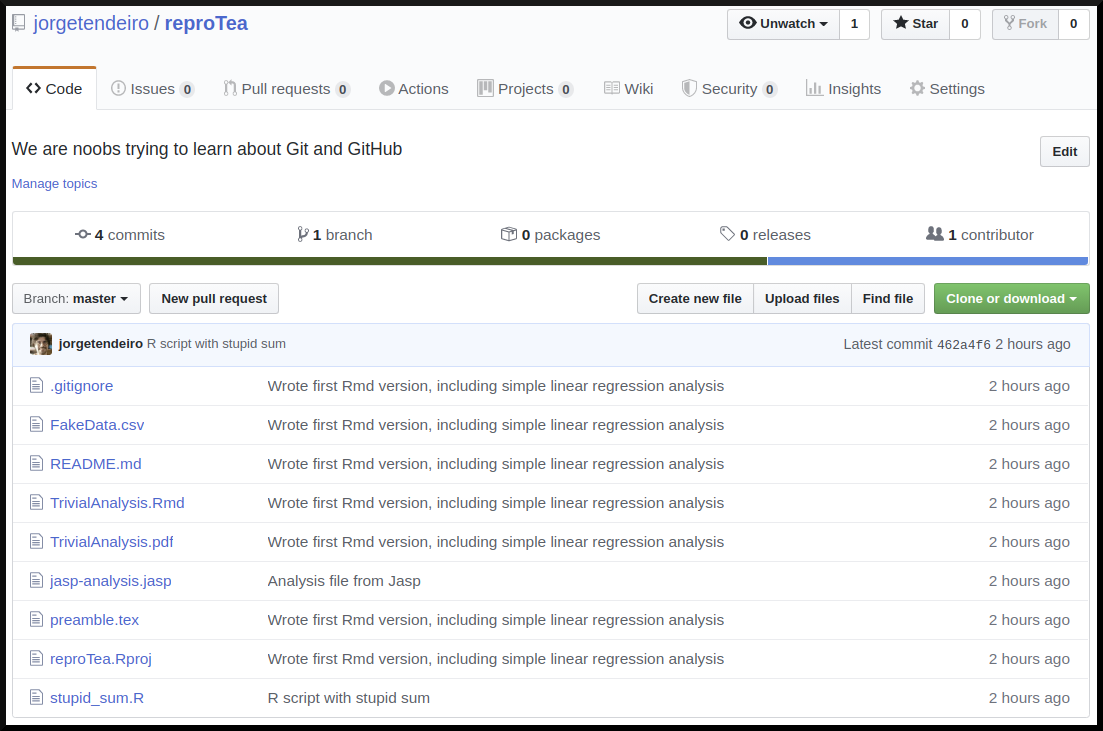 jorgetendeiro / reproTea Unwatch 1 Star 0 Fork 0
Code Issues 0 Pull requests 0 Actions Projects 0 Wiki Security 0 Insights Settings
We are noobs trying to learn about Git and GitHub Edit
Manage topics
4 commits 1 branch 0 packages 0 releases 1 contributor
Branch: master New pull request Create new file Upload files Find file Clone or download
jorgetendeiro R script with stupid sum Latest commit 462a4f6 2 hours ago
.gitignore Wrote first Rmd version, including simple linear regression analysis 2 hours ago
FakeData.csv Wrote first Rmd version, including simple linear regression analysis 2 hours ago
README.md Wrote first Rmd version, including simple linear regression analysis 2 hours ago
TrivialAnalysis.Rmd Wrote first Rmd version, including simple linear regression analysis 2 hours ago
TrivialAnalysis.pdf Wrote first Rmd version, including simple linear regression analysis 2 hours ago
jasp-analysis.jasp Analysis file from Jasp 2 hours ago
preamble.tex Wrote first Rmd version, including simple linear regression analysis 2 hours ago
reproTea.Rproj Wrote first Rmd version, including simple linear regression analysis 2 hours ago
stupid_sum.R R script with stupid sum 2 hours ago